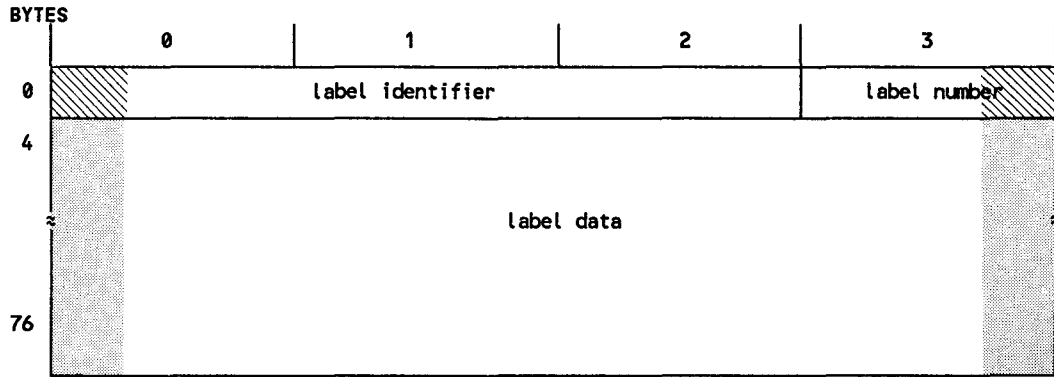 BYTES
0 1 2 3
0 label identifier label number
4
label data
76